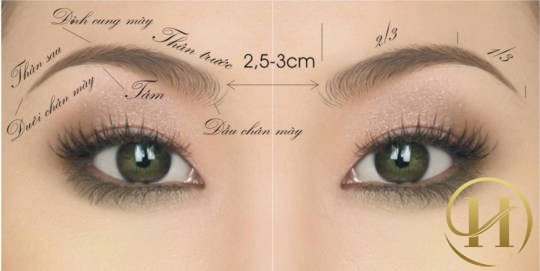 Đỉnh cung mày
Thân trước
Thân sau
Tâm
Đuôi chân mày
Đầu chân mày
2,5-3cm
2/3
1/3
H